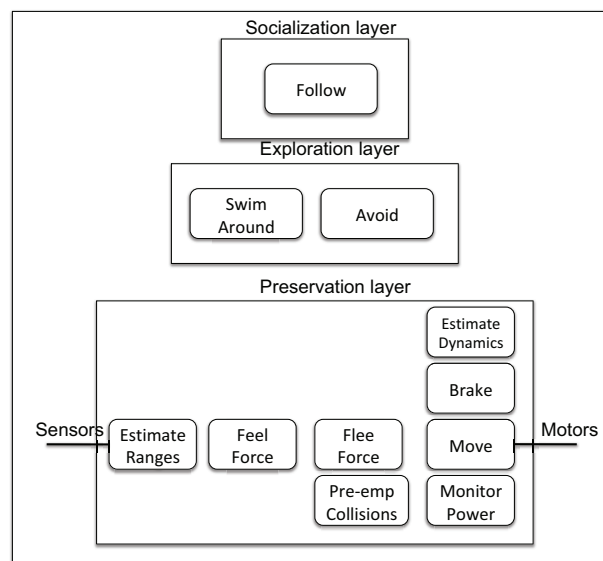 Socialization layer
Follow
Exploration layer
Swim
Around
Avoid
Preservation layer
Estimate
Dynamics
Brake
Sensors
Estimate
Ranges
Feel
Force
Flee
Force
Move
Motors
Pre-emp
Collisions
Monitor
Power